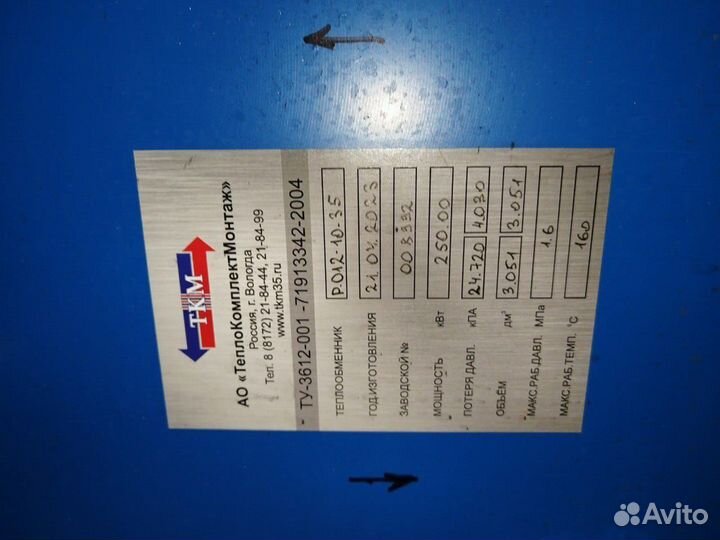 ТКМ
АО «ТеплоКомплектМонтаж»
Россия, г. Вологда
Тел. 8 (8172) 21-84-44, 21-84-99
www.tkm35.ru
ТУ-3612-001 -71913342-2004
ТЕПЛООБМЕННИК P.012-10-35
ГОД ИЗГОТОВЛЕНИЯ 21.04.2023
ЗАВОДСКОЙ № 008332
МОЩНОСТЬ кВт 250.00
ПОТЕРЯ ДАВЛ. кПА 24.720 4.030
ОБЪЁМ дм³ 3.051 3.051
МАКС.РАБ.ДАВЛ. МПа 1.6
МАКС.РАБ.ТЕМП. °С 160
Avito